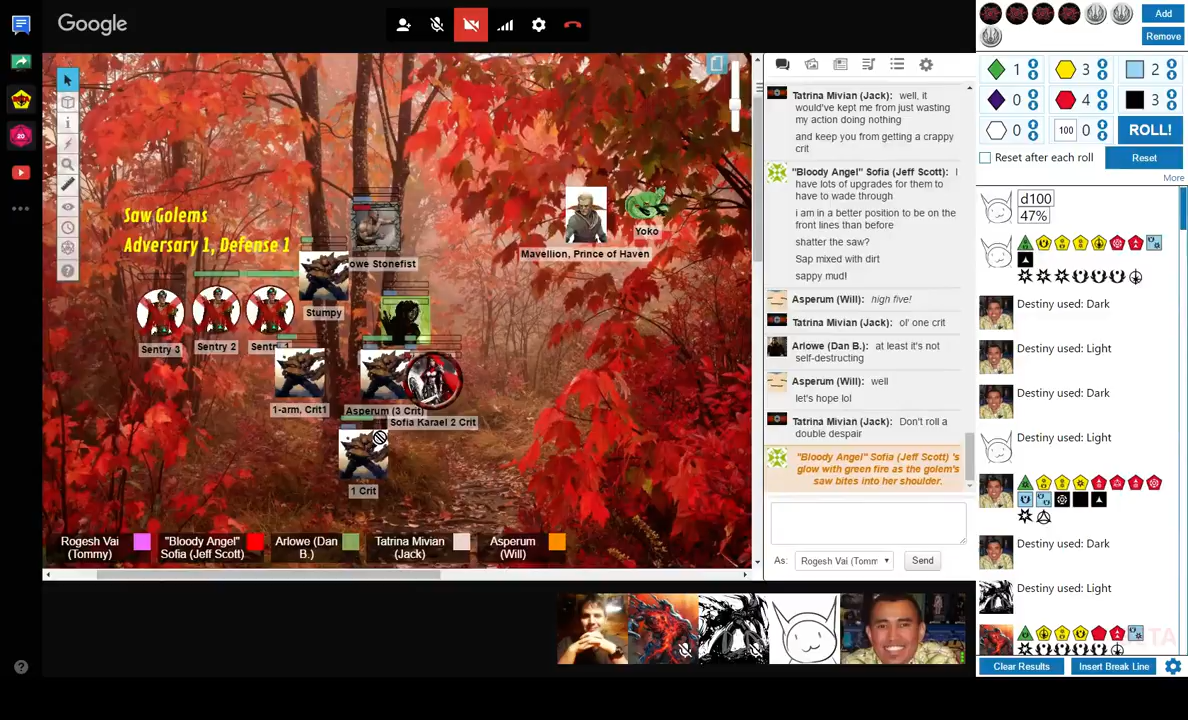 Google
Saw Golems
Adversary 1, Defense 1
Sentry 3
Sentry 2
Stumpy
owe Stonefist
1-arm, Crit1
Asperum (3 Crit)
Sofia Karael 2 Crit
1 Crit
Mavellion, Prince of Haven
Yoko
Rogesh Vai
(Tommy)
"Bloody Angel"
Sofia (Jeff Scott)
Arlowe (Dan
B.)
Tatrina Mivian
(Jack)
Asperum
(Will)
Tatrina Mivian (Jack): well, it
would've kept me from just wasting
my action doing nothing
and keep you from getting a crappy
crit
"Bloody Angel" Sofia (Jeff Scott): I
have lots of upgrades for them to
have to wade through
i am in a better position to be on the
front lines than before
shatter the saw?
Sap mixed with dirt
sappy mud!
Asperum (Will): high five!
Tatrina Mivian (Jack): ol' one crit
Arlowe (Dan B.): at least it's not
self-destructing
Asperum (Will): well
let's hope lol
Tatrina Mivian (Jack): Don't roll a
double despair
"Bloody Angel" Sofia (Jeff Scott) 's
glow with green fire as the golem's
saw bites into her shoulder.
As: Rogesh Vai (Tomm
Send
Add
Remove
1 3 2
0 4 3
0 100 0 ROLL!
Reset after each roll
Reset
More
d100
47%
Destiny used: Dark
Destiny used: Light
Destiny used: Dark
Destiny used: Light
Destiny used: Dark
Destiny used: Light
Clear Results
Insert Break Line